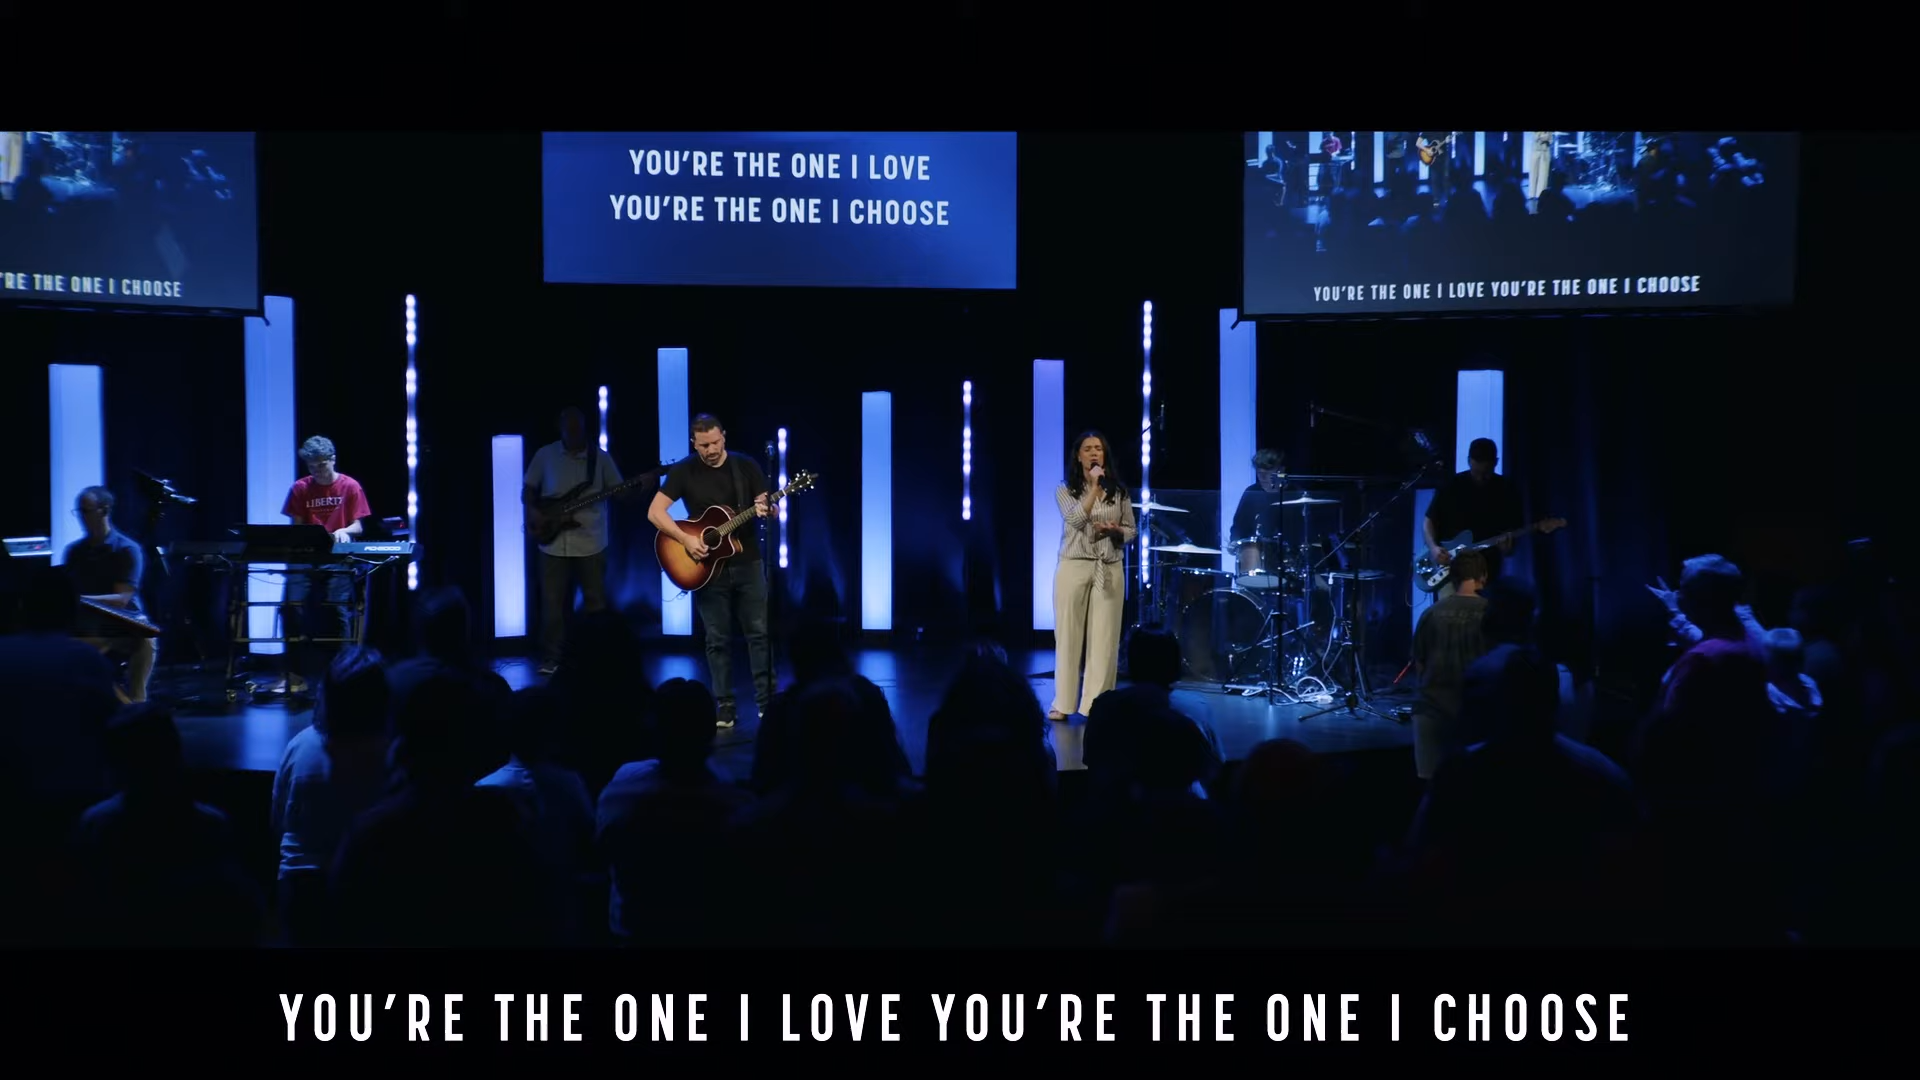 YOU'RE THE ONE I LOVE
YOU'RE THE ONE I CHOOSE
'RE THE ONE I CHOOSE
YOU'RE THE ONE I LOVE YOU'RE THE ONE I CHOOSE
LIBERTY
YOU'RE THE ONE I LOVE YOU'RE THE ONE I CHOOSE